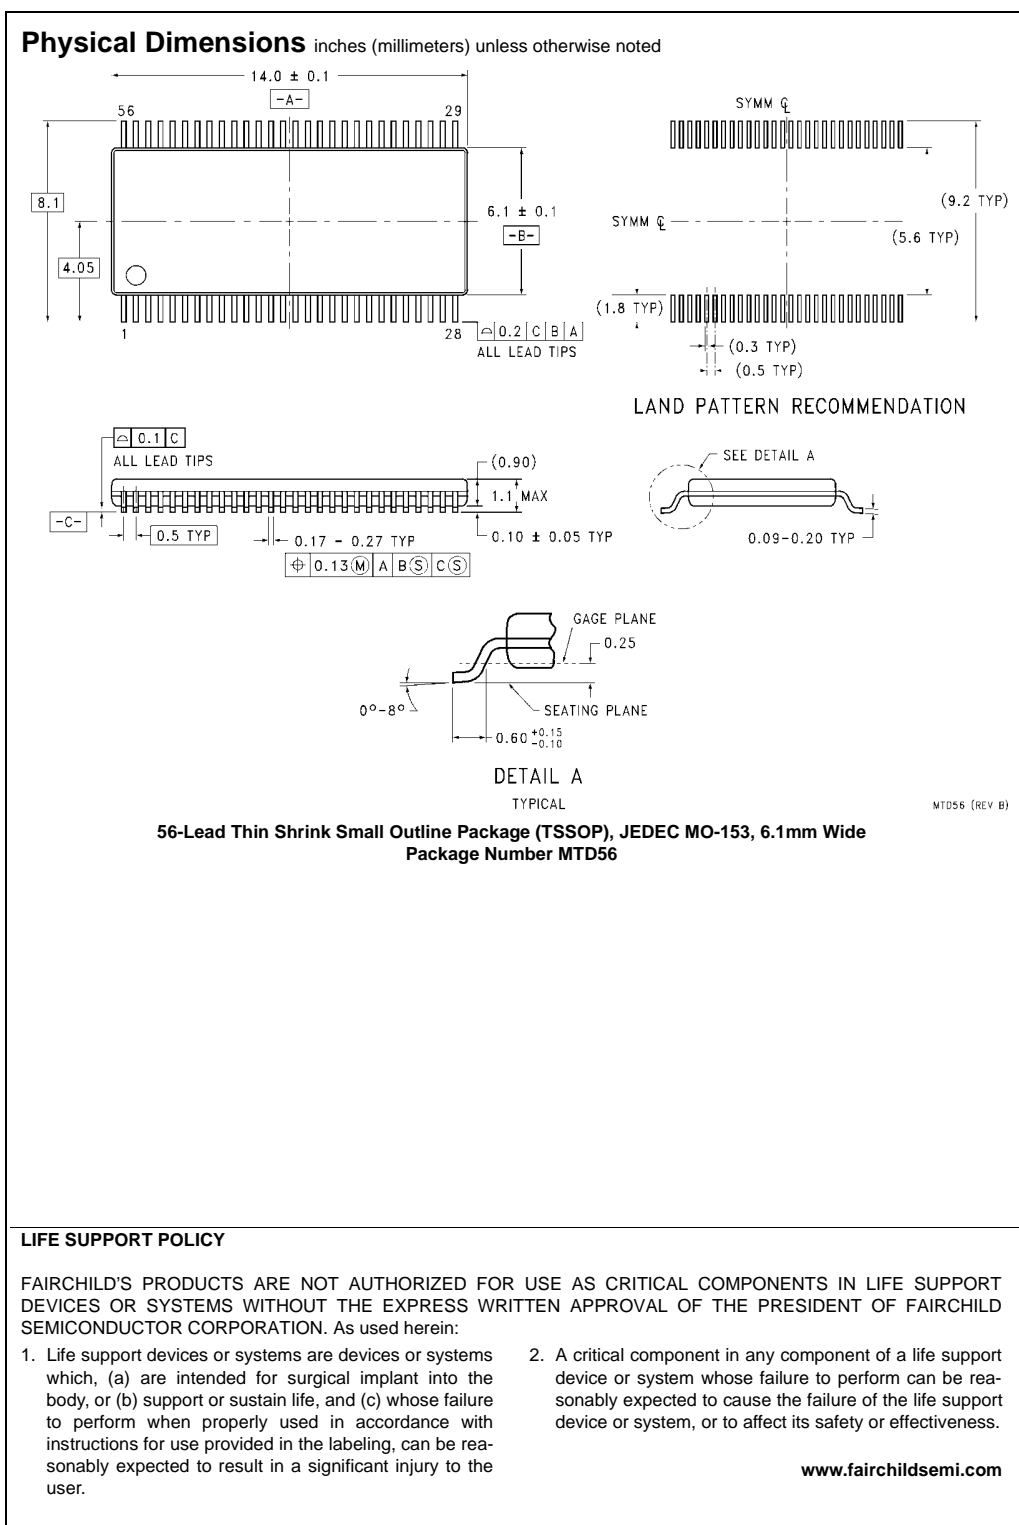 Physical Dimensions inches (millimeters) unless otherwise noted
14.0 ± 0.1
-A-
56
29
8.1
4.05
6.1 ± 0.1
-B-
1
28
⌓ 0.2 C B A
ALL LEAD TIPS
SYMM ℄
SYMM ℄
(9.2 TYP)
(5.6 TYP)
(1.8 TYP)
(0.3 TYP)
(0.5 TYP)
LAND PATTERN RECOMMENDATION
⌓ 0.1 C
ALL LEAD TIPS
(0.90)
1.1 MAX
-C-
0.5 TYP
0.17 - 0.27 TYP
0.10 ± 0.05 TYP
⌖ 0.13 Ⓜ A B Ⓢ C Ⓢ
SEE DETAIL A
0.09-0.20 TYP
GAGE PLANE
0.25
0°-8°
SEATING PLANE
0.60 +0.15 -0.10
DETAIL A
TYPICAL
MTD56 (REV B)
56-Lead Thin Shrink Small Outline Package (TSSOP), JEDEC MO-153, 6.1mm Wide
Package Number MTD56
LIFE SUPPORT POLICY
FAIRCHILD'S PRODUCTS ARE NOT AUTHORIZED FOR USE AS CRITICAL COMPONENTS IN LIFE SUPPORT
DEVICES OR SYSTEMS WITHOUT THE EXPRESS WRITTEN APPROVAL OF THE PRESIDENT OF FAIRCHILD
SEMICONDUCTOR CORPORATION. As used herein:
1. Life support devices or systems are devices or systems
which, (a) are intended for surgical implant into the
body, or (b) support or sustain life, and (c) whose failure
to perform when properly used in accordance with
instructions for use provided in the labeling, can be rea-
sonably expected to result in a significant injury to the
user.
2. A critical component in any component of a life support
device or system whose failure to perform can be rea-
sonably expected to cause the failure of the life support
device or system, or to affect its safety or effectiveness.
www.fairchildsemi.com